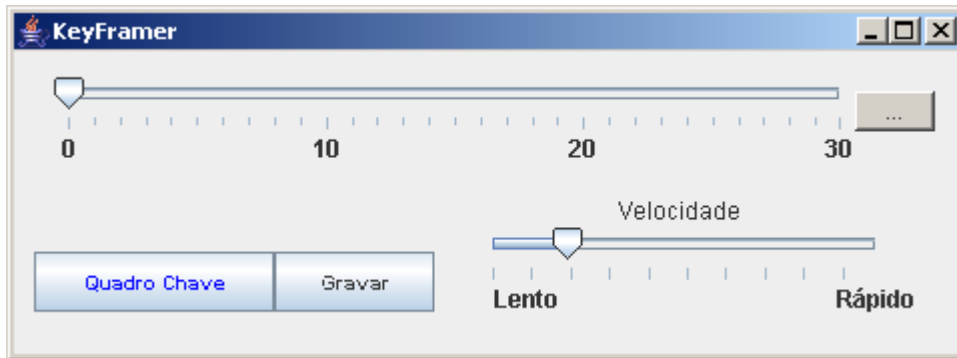 KeyFramer
...
0 10 20 30
Velocidade
Quadro Chave Gravar
Lento Rápido